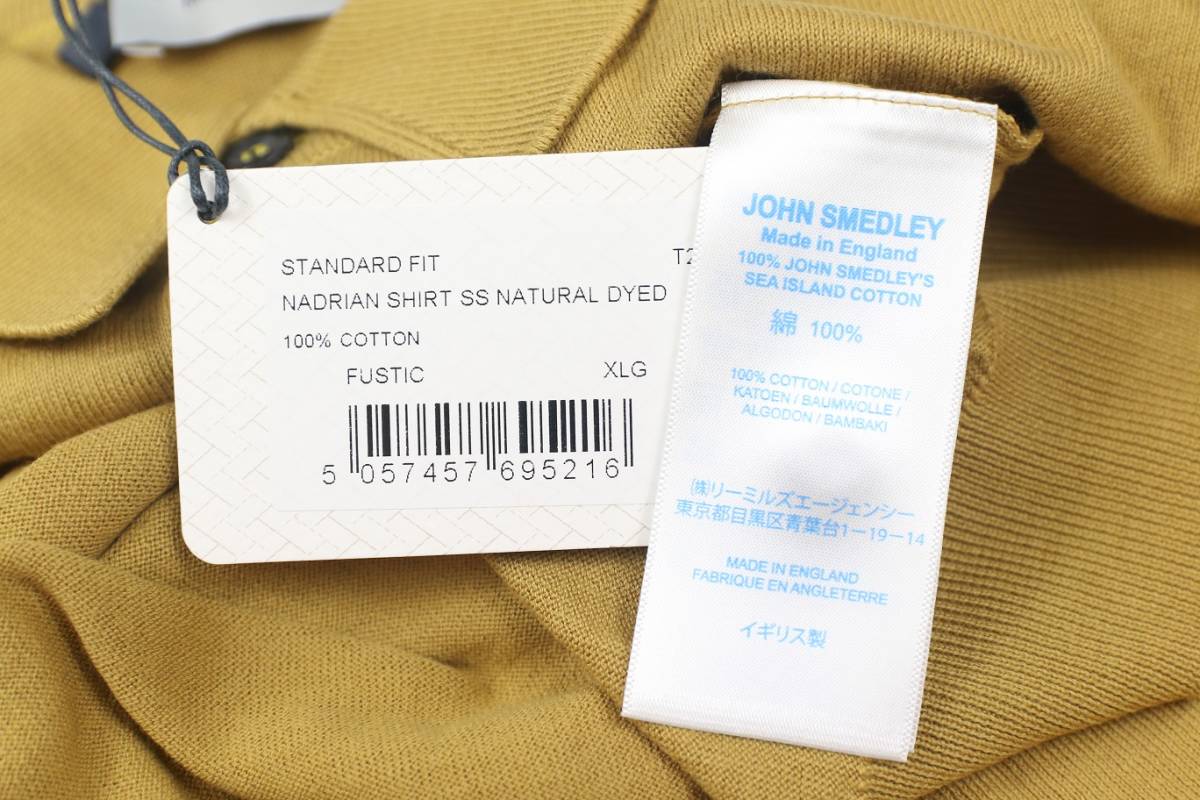 STANDARD FIT T2
NADRIAN SHIRT SS NATURAL DYED
100% COTTON
FUSTIC XLG
5 057457 695216
JOHN SMEDLEY
Made in England
100% JOHN SMEDLEY'S
SEA ISLAND COTTON
綿 100%
100% COTTON / COTONE /
KATOEN / BAUMWOLLE /
ALGODON / BAMBAKI
㈱リーミルズエージェンシー
東京都目黒区青葉台1−19−14
MADE IN ENGLAND
FABRIQUE EN ANGLETERRE
イギリス製